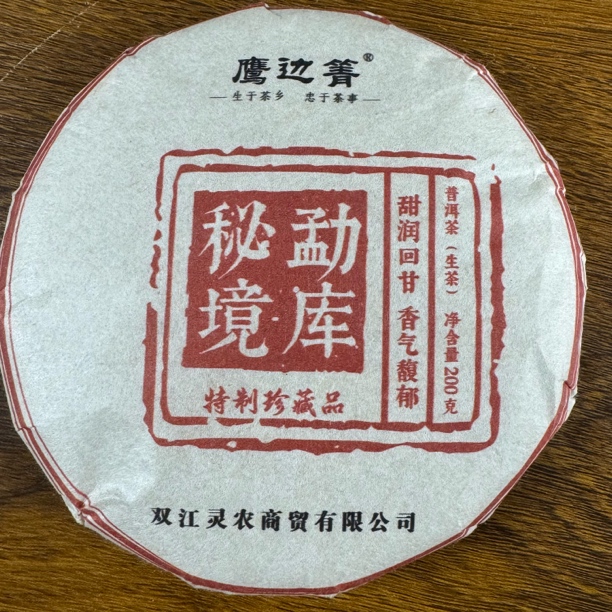 鹰边箐®
生于茶乡 忠于茶事
勐库
秘境
特制珍藏品
甜润回甘 香气馥郁
普洱茶（生茶） 净含量200克
双江灵农商贸有限公司